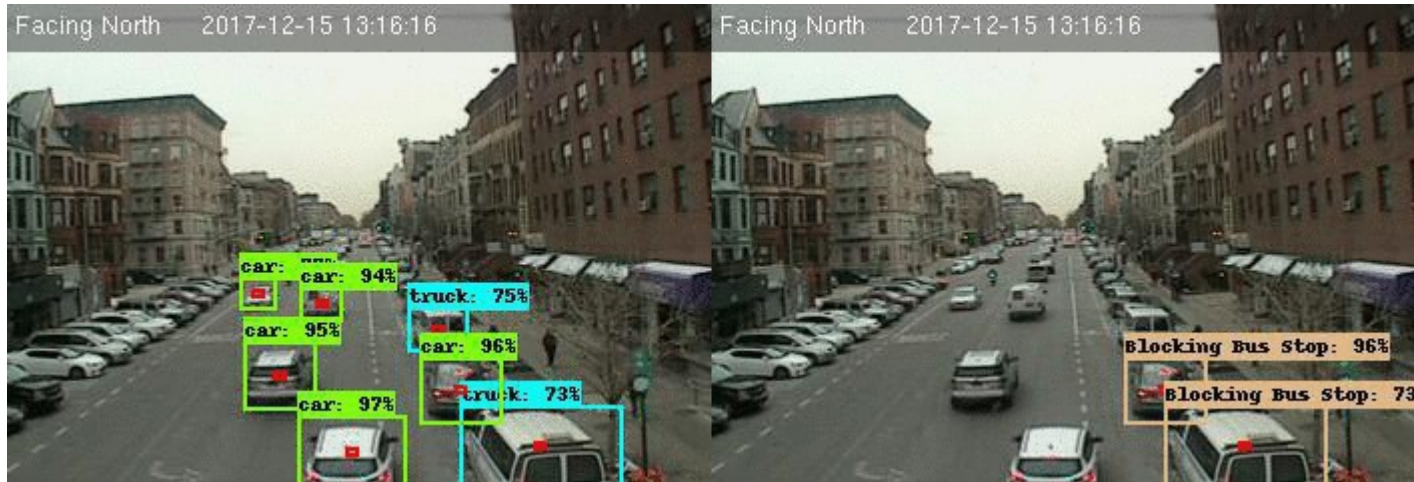 Facing North 2017-12-15 13:16:16
Facing North 2017-12-15 13:16:16
car:
car: 94%
truck: 75%
car: 95%
car: 96%
Blocking Bus Stop: 96%
truck: 73%
Blocking Bus Stop: 73
car: 97%